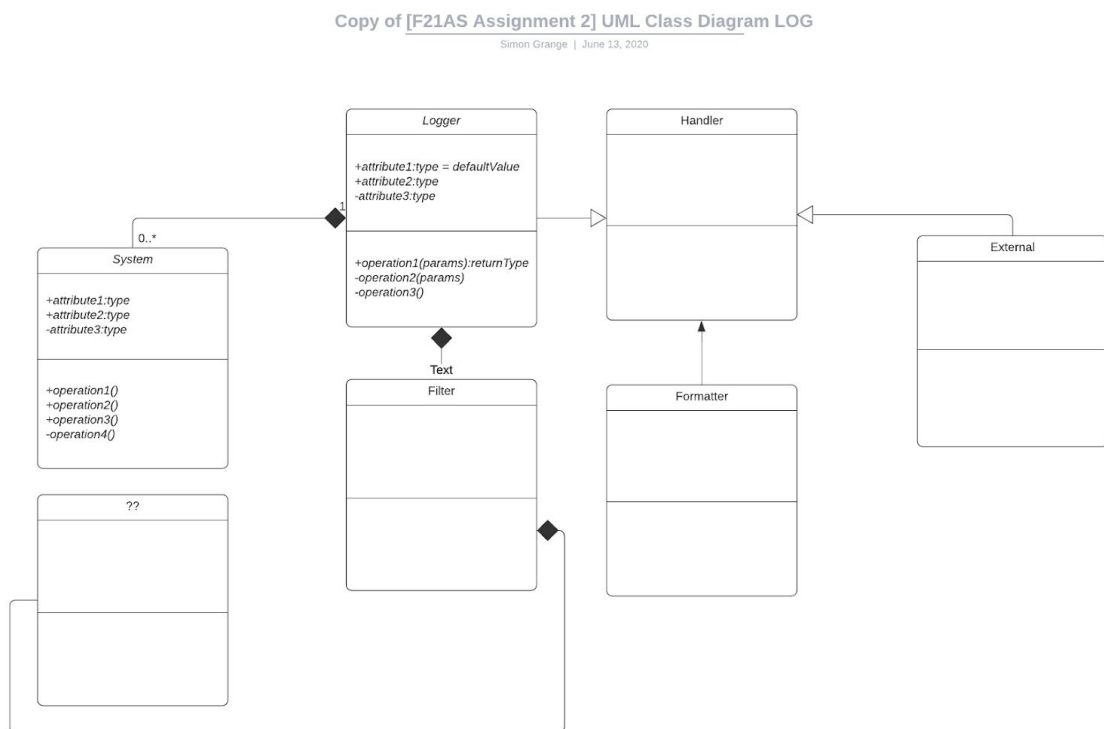 Copy of [F21AS Assignment 2] UML Class Diagram LOG
Simon Grange | June 13, 2020
Logger
+attribute1:type = defaultValue
+attribute2:type
-attribute3:type
+operation1(params):returnType
-operation2(params)
-operation3()
Handler
1
0..*
System
+attribute1:type
+attribute2:type
-attribute3:type
+operation1()
+operation2()
+operation3()
-operation4()
External
Text
Filter
Formatter
??